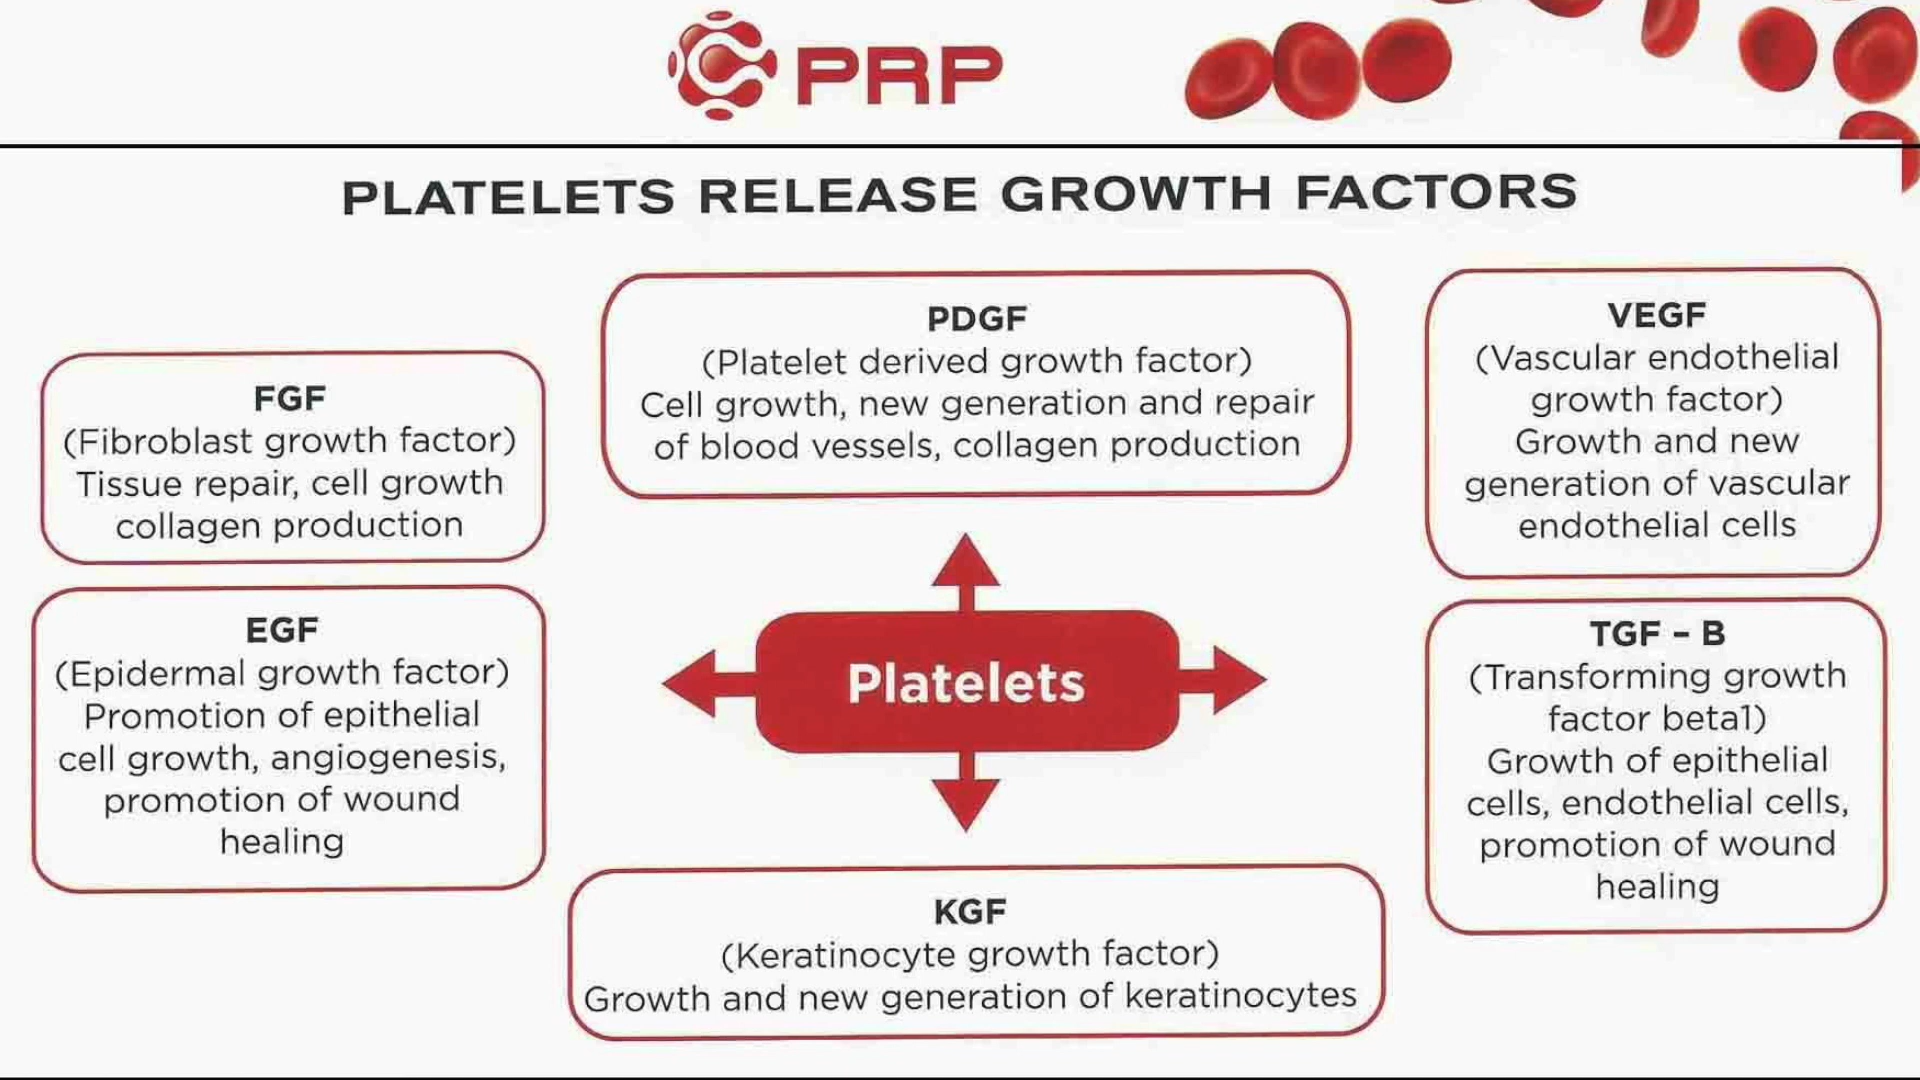 PRP
PLATELETS RELEASE GROWTH FACTORS
FGF
(Fibroblast growth factor)
Tissue repair, cell growth
collagen production
PDGF
(Platelet derived growth factor)
Cell growth, new generation and repair
of blood vessels, collagen production
VEGF
(Vascular endothelial
growth factor)
Growth and new
generation of vascular
endothelial cells
EGF
(Epidermal growth factor)
Promotion of epithelial
cell growth, angiogenesis,
promotion of wound
healing
Platelets
TGF – B
(Transforming growth
factor beta1)
Growth of epithelial
cells, endothelial cells,
promotion of wound
healing
KGF
(Keratinocyte growth factor)
Growth and new generation of keratinocytes